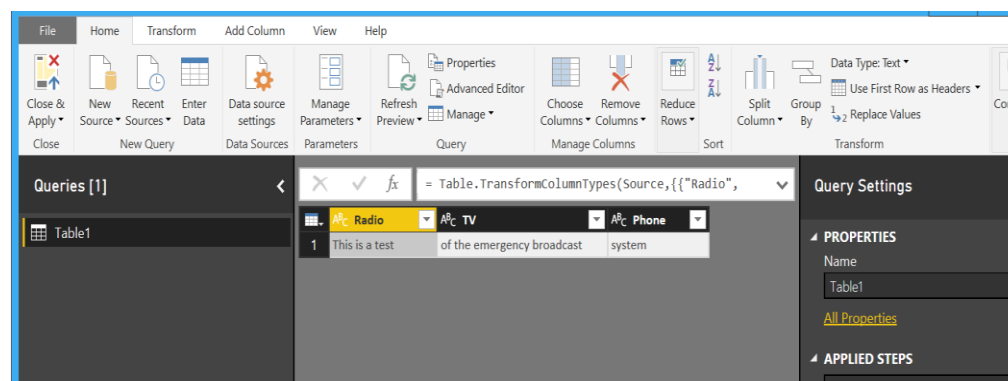 File Home Transform Add Column View Help
Close & Apply
New Source
Recent Sources
Enter Data
Data source settings
Manage Parameters
Refresh Preview
Properties
Advanced Editor
Manage
Choose Columns
Remove Columns
Reduce Rows
Split Column
Group By
Data Type: Text
Use First Row as Headers
Replace Values
Close New Query Data Sources Parameters Query Manage Columns Sort Transform
Queries [1]
Table1
fx = Table.TransformColumnTypes(Source,{{"Radio",
ABC Radio ABC TV ABC Phone
1 This is a test of the emergency broadcast system
Query Settings
PROPERTIES
Name
Table1
All Properties
APPLIED STEPS